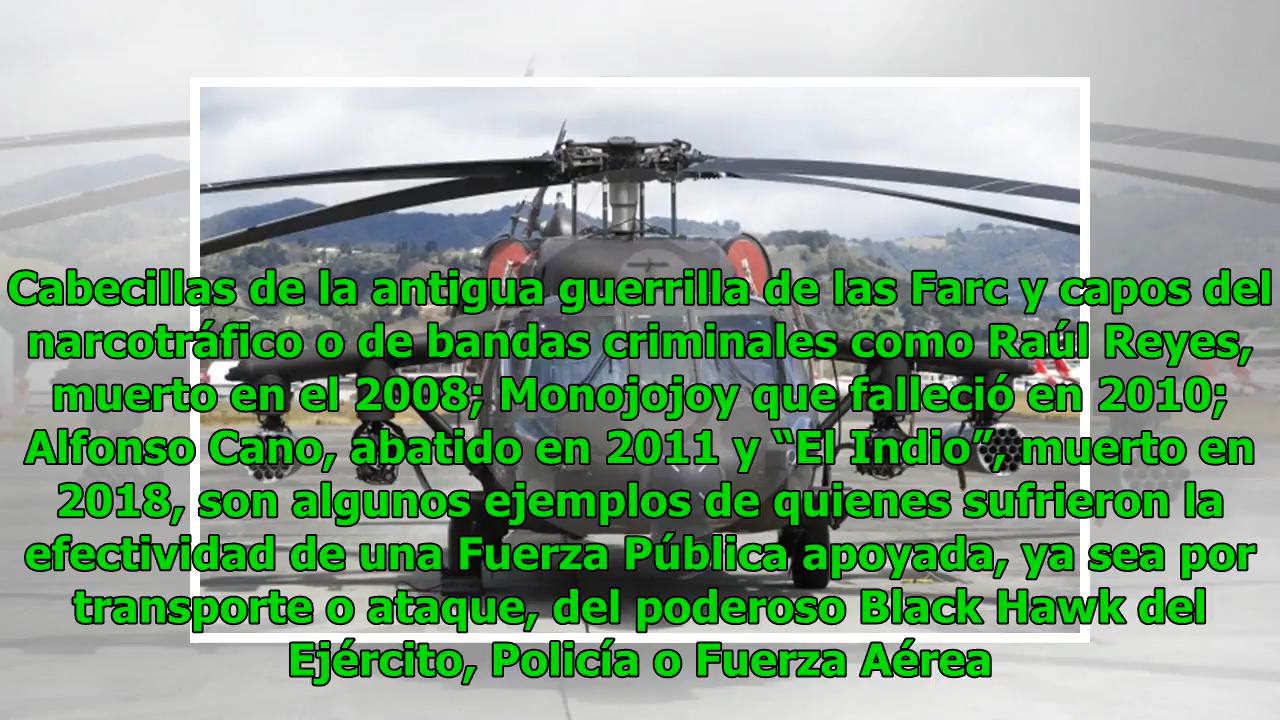 Cabecillas de la antigua guerrilla de las Farc y capos del
narcotráfico o de bandas criminales como Raúl Reyes,
muerto en el 2008; Monojojoy que falleció en 2010;
Alfonso Cano, abatido en 2011 y “El Indio”, muerto en
2018, son algunos ejemplos de quienes sufrieron la
efectividad de una Fuerza Pública apoyada, ya sea por
transporte o ataque, del poderoso Black Hawk del
Ejército, Policía o Fuerza Aérea